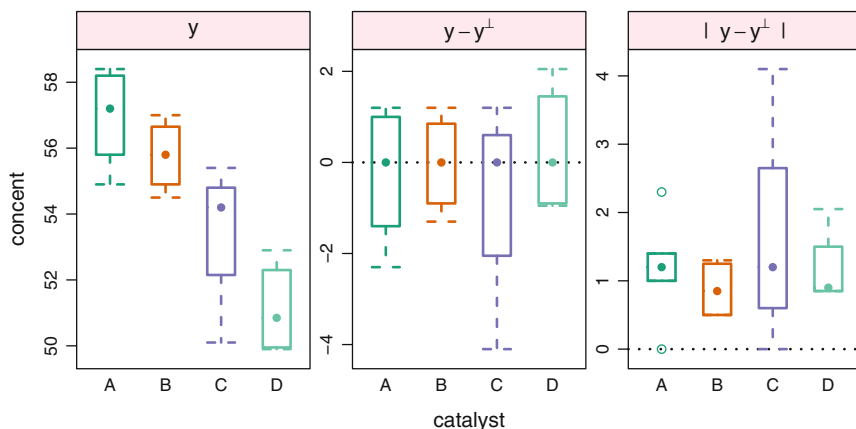 y
y – y⊥
| y – y⊥ |
concent
58
56
54
52
50
2
0
−2
−4
4
3
2
1
0
A B C D
A B C D
A B C D
catalyst